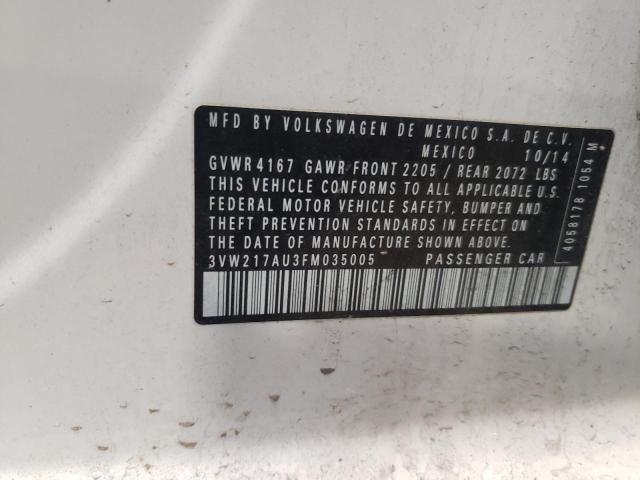 MFD BY VOLKSWAGEN DE MEXICO S.A. DE C.V.
MEXICO 10/14
GVWR 4167 GAWR FRONT 2205 / REAR 2072 LBS
THIS VEHICLE CONFORMS TO ALL APPLICABLE U.S.
FEDERAL MOTOR VEHICLE SAFETY, BUMPER AND
THEFT PREVENTION STANDARDS IN EFFECT ON
THE DATE OF MANUFACTURE SHOWN ABOVE.
3VW217AU3FM035005 PASSENGER CAR
4058178 1054 M